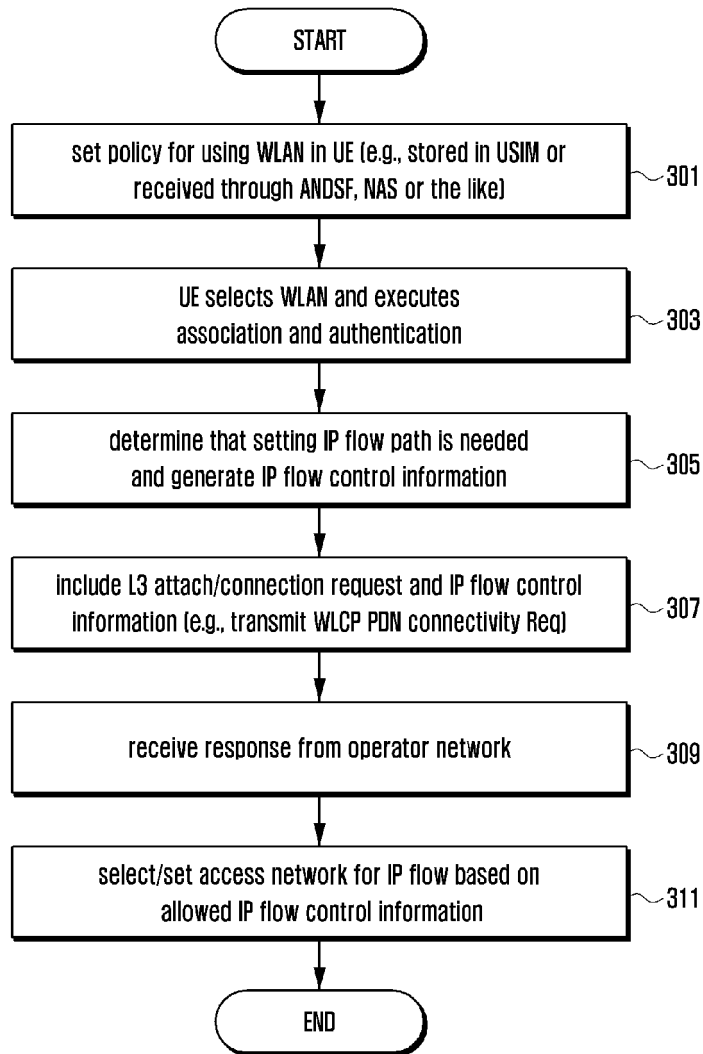 START
set policy for using WLAN in UE (e.g., stored in USIM or
received through ANDSF, NAS or the like)
301
UE selects WLAN and executes
association and authentication
303
determine that setting IP flow path is needed
and generate IP flow control information
305
include L3 attach/connection request and IP flow control
information (e.g., transmit WLCP PDN connectivity Req)
307
receive response from operator network
309
select/set access network for IP flow based on
allowed IP flow control information
311
END